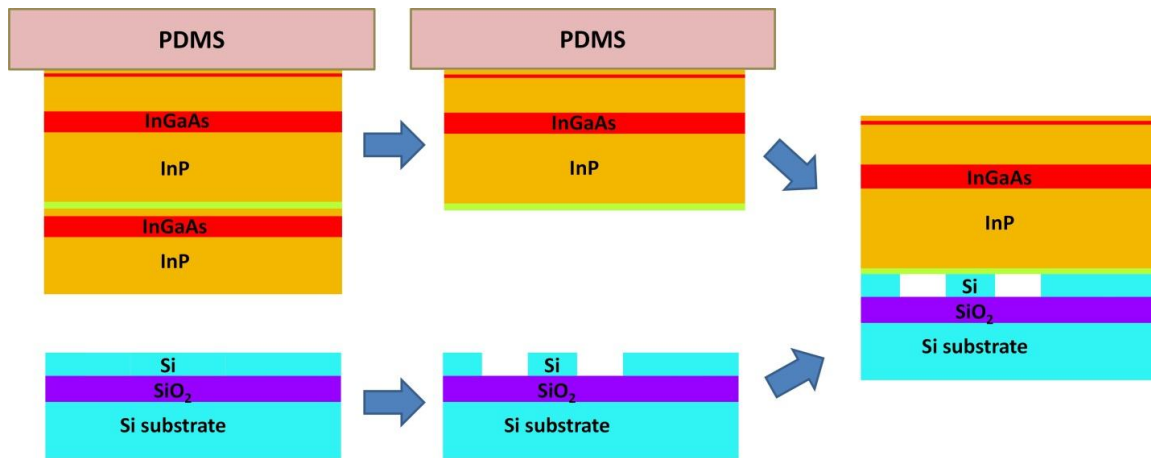 PDMS
InGaAs
InP
InGaAs
InP
PDMS
InGaAs
InP
Si
SiO₂
Si substrate
Si
SiO₂
Si substrate
InGaAs
InP
Si
SiO₂
Si substrate